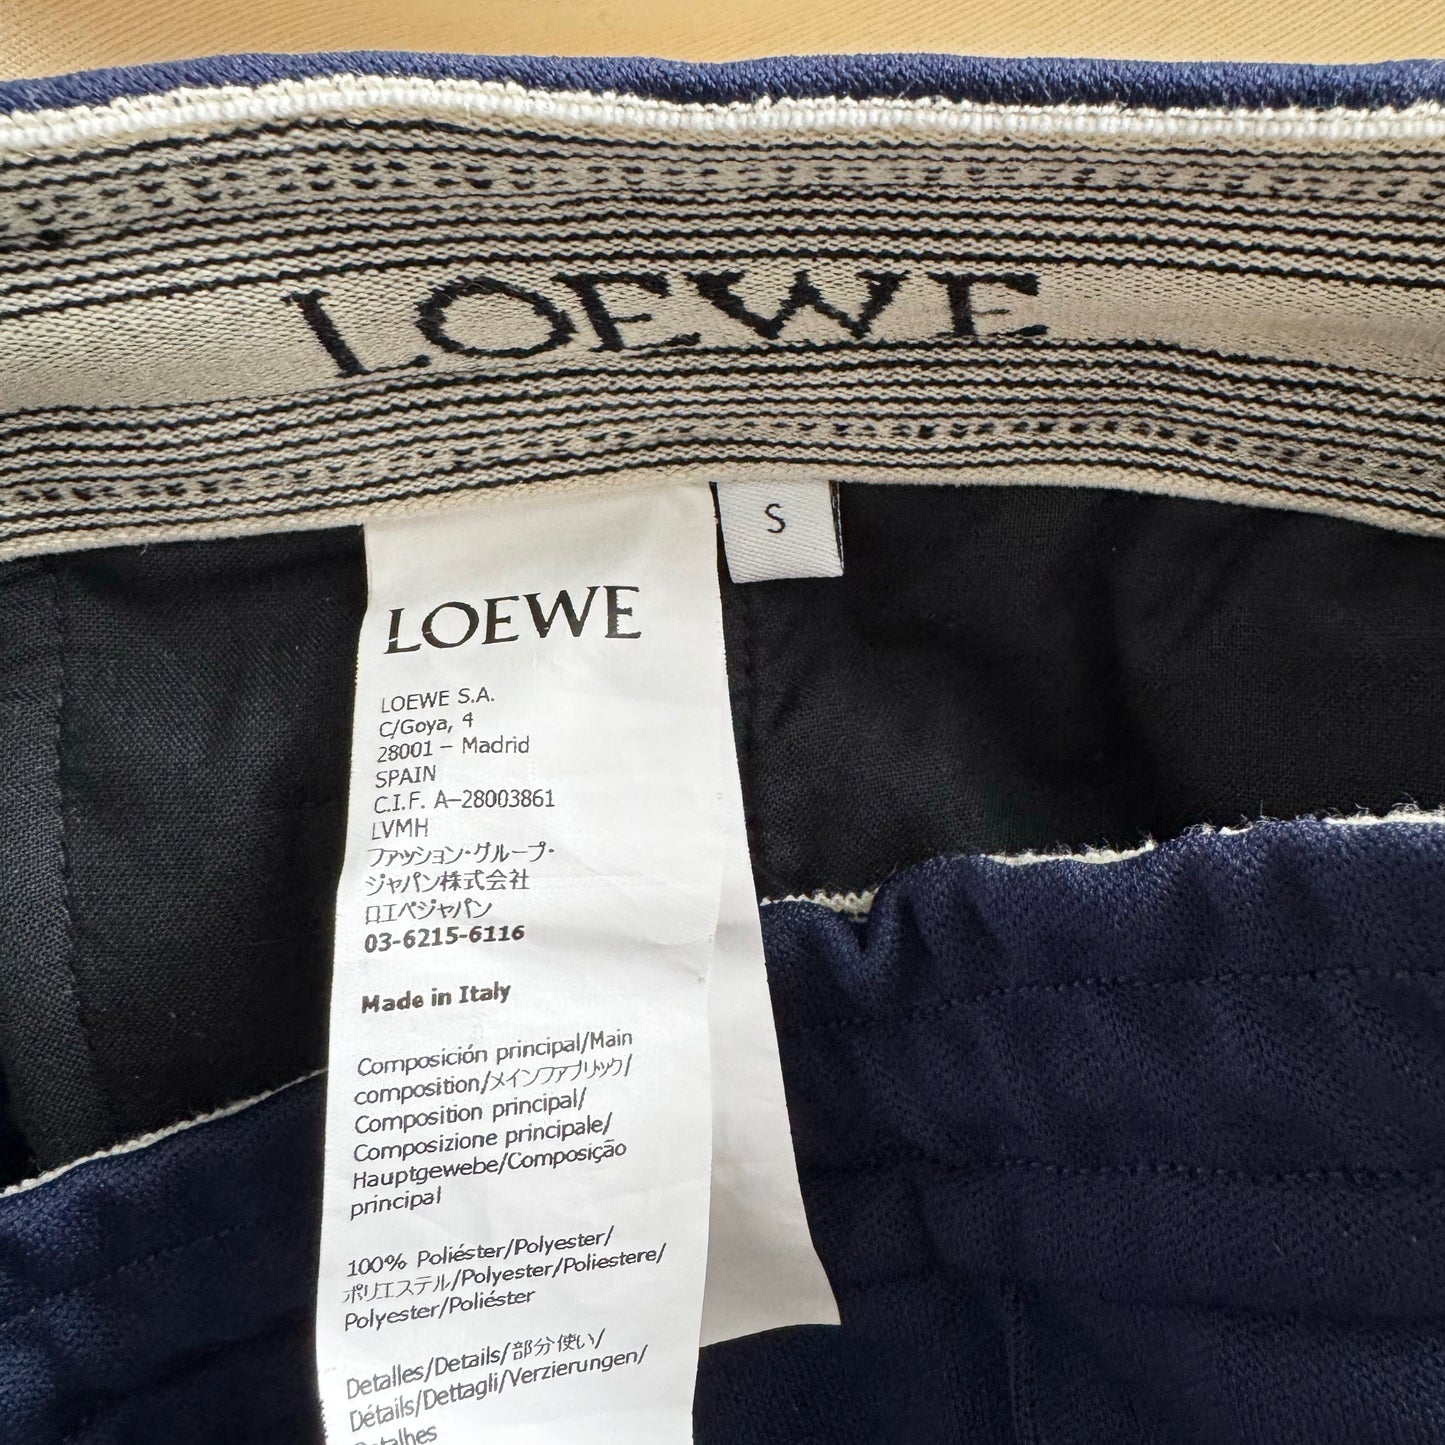 LOEWE
S
LOEWE
LOEWE S.A.
C/Goya, 4
28001 – Madrid
SPAIN
C.I.F. A–28003861
LVMH
ファッション・グループ・
ジャパン株式会社
ロエベジャパン
03-6215-6116
Made in Italy
Composición principal/Main
composition/メインファブリック/
Composition principal/
Composizione principale/
Hauptgewebe/Composição
principal
100% Poliéster/Polyester/
ポリエステル/Polyester/Poliestere/
Polyester/Poliéster
Detalles/Details/部分使い/
Détails/Dettagli/Verzierungen/
Detalhes